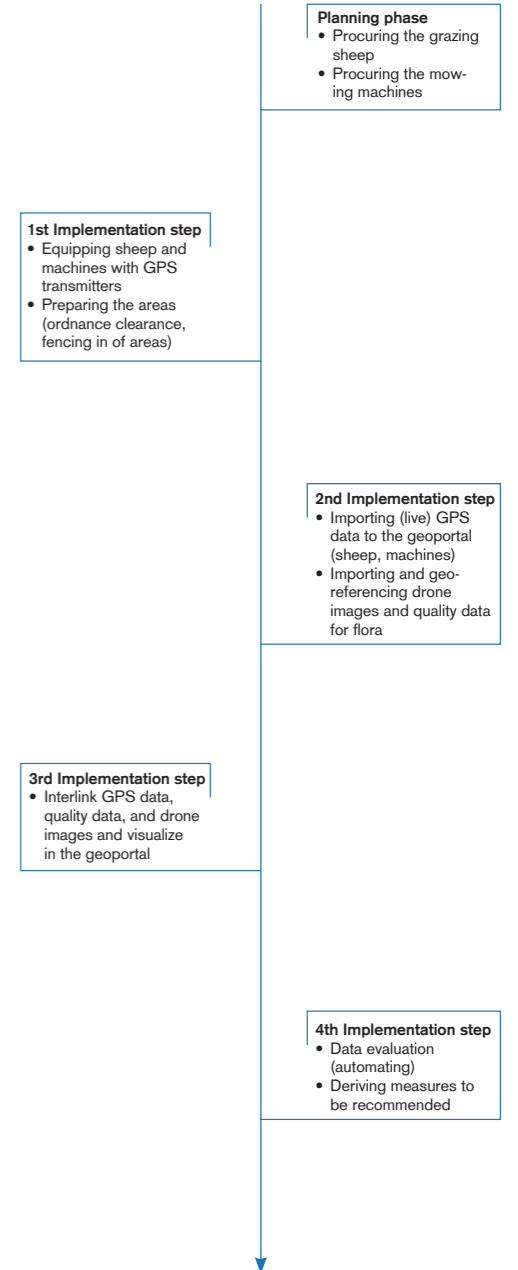 Planning phase
• Procuring the grazing
sheep
• Procuring the mow-
ing machines
1st Implementation step
• Equipping sheep and
machines with GPS
transmitters
• Preparing the areas
(ordnance clearance,
fencing in of areas)
2nd Implementation step
• Importing (live) GPS
data to the geoportal
(sheep, machines)
• Importing and geo-
referencing drone
images and quality data
for flora
3rd Implementation step
• Interlink GPS data,
quality data, and drone
images and visualize
in the geoportal
4th Implementation step
• Data evaluation
(automating)
• Deriving measures to
be recommended